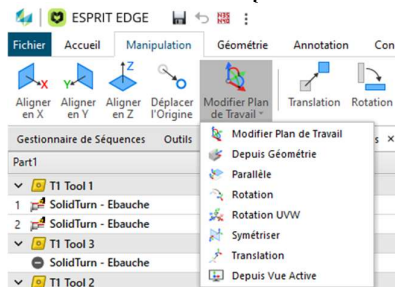 ESPRIT EDGE
Fichier Accueil Manipulation Géométrie Annotation Con
Aligner en X Aligner en Y Aligner en Z Déplacer l'Origine Modifier Plan de Travail Translation Rotation
Gestionnaire de Séquences Outils s ×
Part1
T1 Tool 1
1 SolidTurn - Ebauche
2 SolidTurn - Ebauche
T1 Tool 3
SolidTurn - Ebauche
T1 Tool 2
Modifier Plan de Travail
Depuis Géométrie
Parallèle
Rotation
Rotation UVW
Symétriser
Translation
Depuis Vue Active